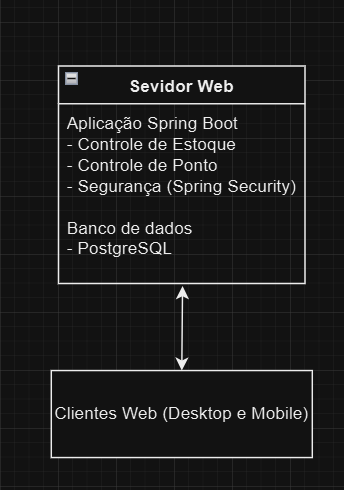 Sevidor Web
Aplicação Spring Boot
- Controle de Estoque
- Controle de Ponto
- Segurança (Spring Security)
Banco de dados
- PostgreSQL
Clientes Web (Desktop e Mobile)